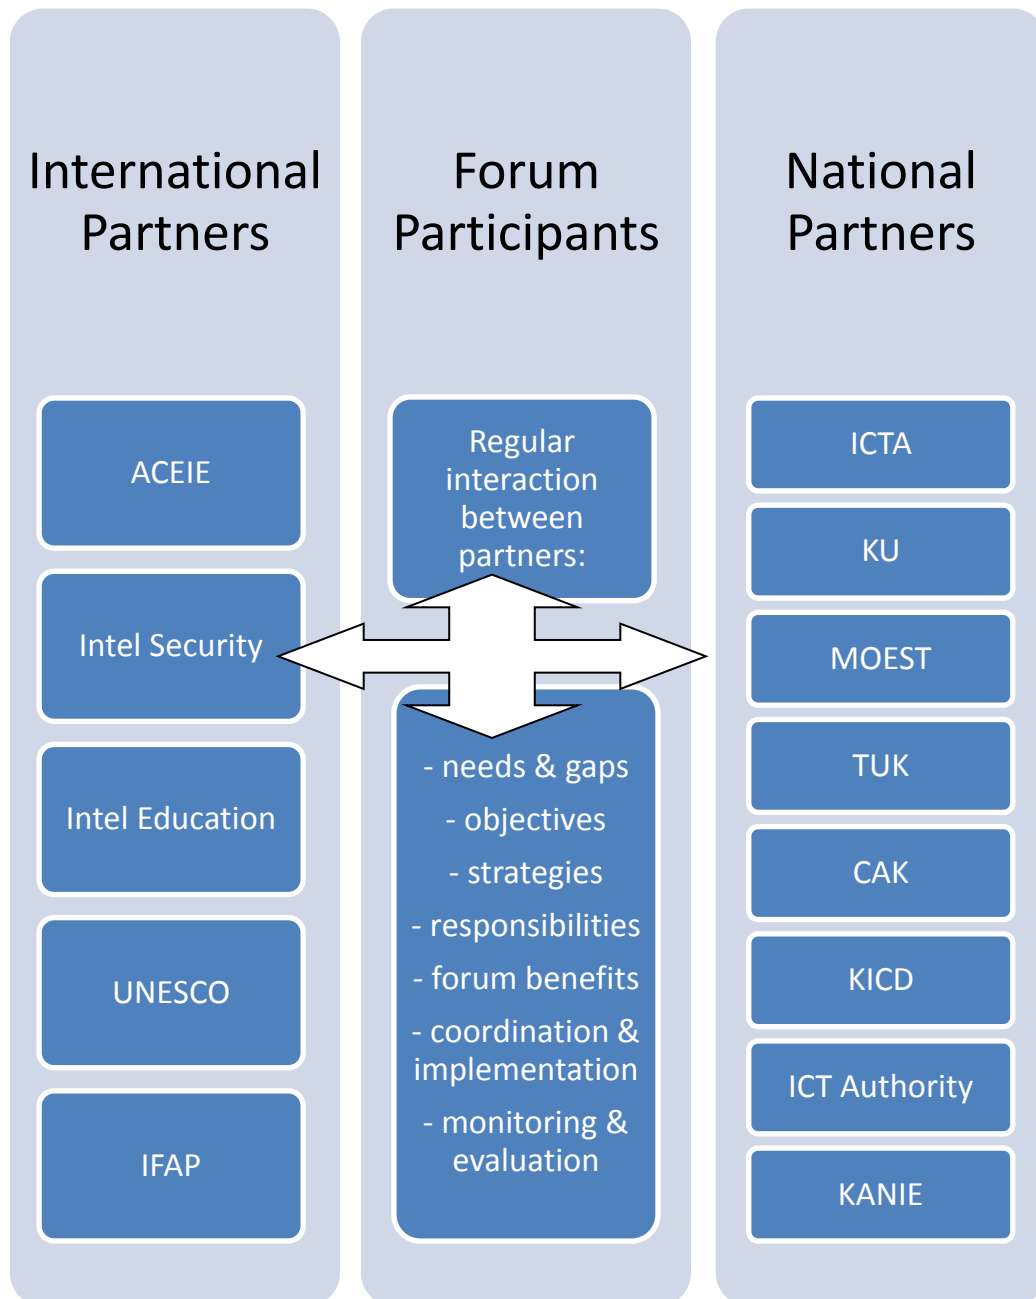 International
Partners
ACEIE
Intel Security
Intel Education
UNESCO
IFAP
Forum
Participants
Regular
interaction
between
partners:
- needs & gaps
- objectives
- strategies
- responsibilities
- forum benefits
- coordination &
implementation
- monitoring &
evaluation
National
Partners
ICTA
KU
MOEST
TUK
CAK
KICD
ICT Authority
KANIE